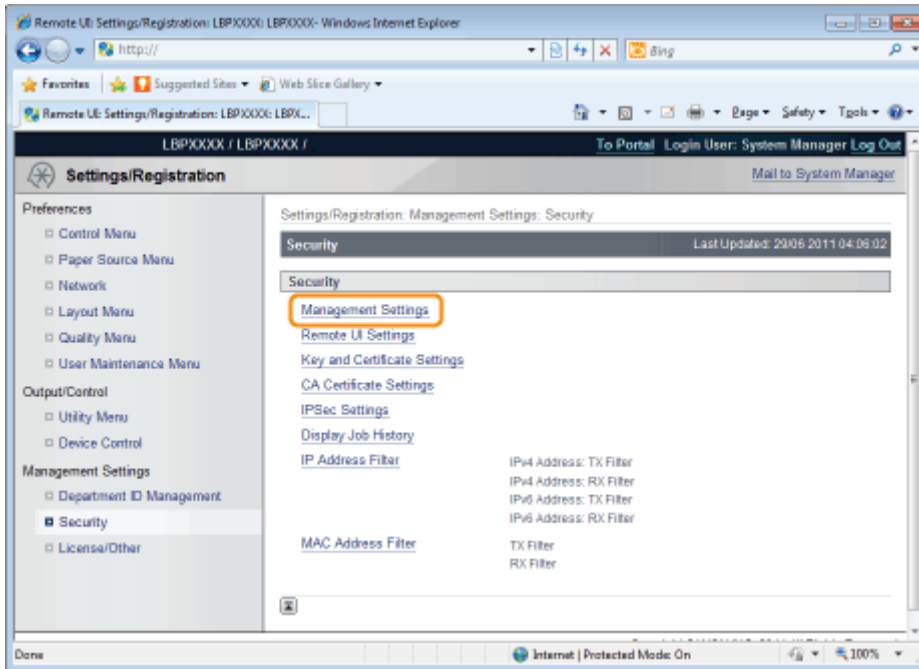 Remote UI: Settings/Registration: LBPXXXX: LBPXXXX- Windows Internet Explorer
http://
Bing
Favorites Suggested Sites Web Slice Gallery
Remote UI: Settings/Registration: LBPXXXX: LBPX...
Page Safety Tools
LBPXXXX / LBPXXXX /
To Portal Login User: System Manager Log Out
Settings/Registration
Mail to System Manager
Preferences
Control Menu
Paper Source Menu
Network
Layout Menu
Quality Menu
User Maintenance Menu
Output/Control
Utility Menu
Device Control
Management Settings
Department ID Management
Security
License/Other
Settings/Registration: Management Settings: Security
Security
Last Updated: 29/06 2011 04:06:02
Security
Management Settings
Remote UI Settings
Key and Certificate Settings
CA Certificate Settings
IPSec Settings
Display Job History
IP Address Filter
IPv4 Address: TX Filter
IPv4 Address: RX Filter
IPv6 Address: TX Filter
IPv6 Address: RX Filter
MAC Address Filter
TX Filter
RX Filter
Done
Internet | Protected Mode: On
100%